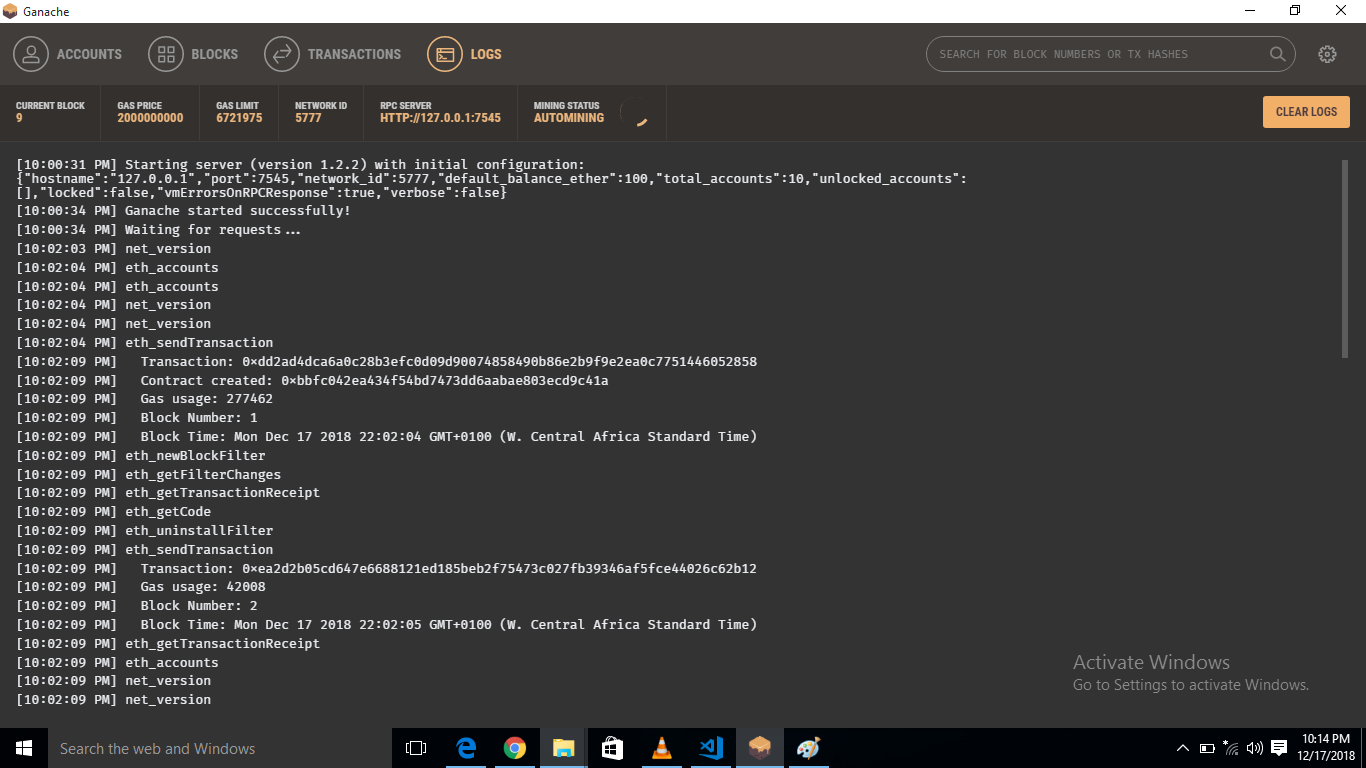 Ganache
ACCOUNTS
BLOCKS
TRANSACTIONS
LOGS
SEARCH FOR BLOCK NUMBERS OR TX HASHES
CURRENT BLOCK
9
GAS PRICE
2000000000
GAS LIMIT
6721975
NETWORK ID
5777
RPC SERVER
HTTP://127.0.0.1:7545
MINING STATUS
AUTOMINING
CLEAR LOGS
[10:00:31 PM] Starting server (version 1.2.2) with initial configuration:
{"hostname":"127.0.0.1","port":7545,"network_id":5777,"default_balance_ether":100,"total_accounts":10,"unlocked_accounts":
[],"locked":false,"vmErrorsOnRPCResponse":true,"verbose":false}
[10:00:34 PM] Ganache started successfully!
[10:00:34 PM] Waiting for requests...
[10:02:03 PM] net_version
[10:02:04 PM] eth_accounts
[10:02:04 PM] eth_accounts
[10:02:04 PM] net_version
[10:02:04 PM] net_version
[10:02:04 PM] eth_sendTransaction
[10:02:09 PM] Transaction: 0×dd2ad4dca6a0c28b3efc0d09d90074858490b86e2b9f9e2ea0c7751446052858
[10:02:09 PM] Contract created: 0×bbfc042ea434f54bd7473dd6aabae803ecd9c41a
[10:02:09 PM] Gas usage: 277462
[10:02:09 PM] Block Number: 1
[10:02:09 PM] Block Time: Mon Dec 17 2018 22:02:04 GMT+0100 (W. Central Africa Standard Time)
[10:02:09 PM] eth_newBlockFilter
[10:02:09 PM] eth_getFilterChanges
[10:02:09 PM] eth_getTransactionReceipt
[10:02:09 PM] eth_getCode
[10:02:09 PM] eth_uninstallFilter
[10:02:09 PM] eth_sendTransaction
[10:02:09 PM] Transaction: 0×ea2d2b05cd647e6688121ed185beb2f75473c027fb39346af5fce44026c62b12
[10:02:09 PM] Gas usage: 42008
[10:02:09 PM] Block Number: 2
[10:02:09 PM] Block Time: Mon Dec 17 2018 22:02:05 GMT+0100 (W. Central Africa Standard Time)
[10:02:09 PM] eth_getTransactionReceipt
[10:02:09 PM] eth_accounts
[10:02:09 PM] net_version
[10:02:09 PM] net_version
Activate Windows
Go to Settings to activate Windows.
Search the web and Windows
10:14 PM
12/17/2018